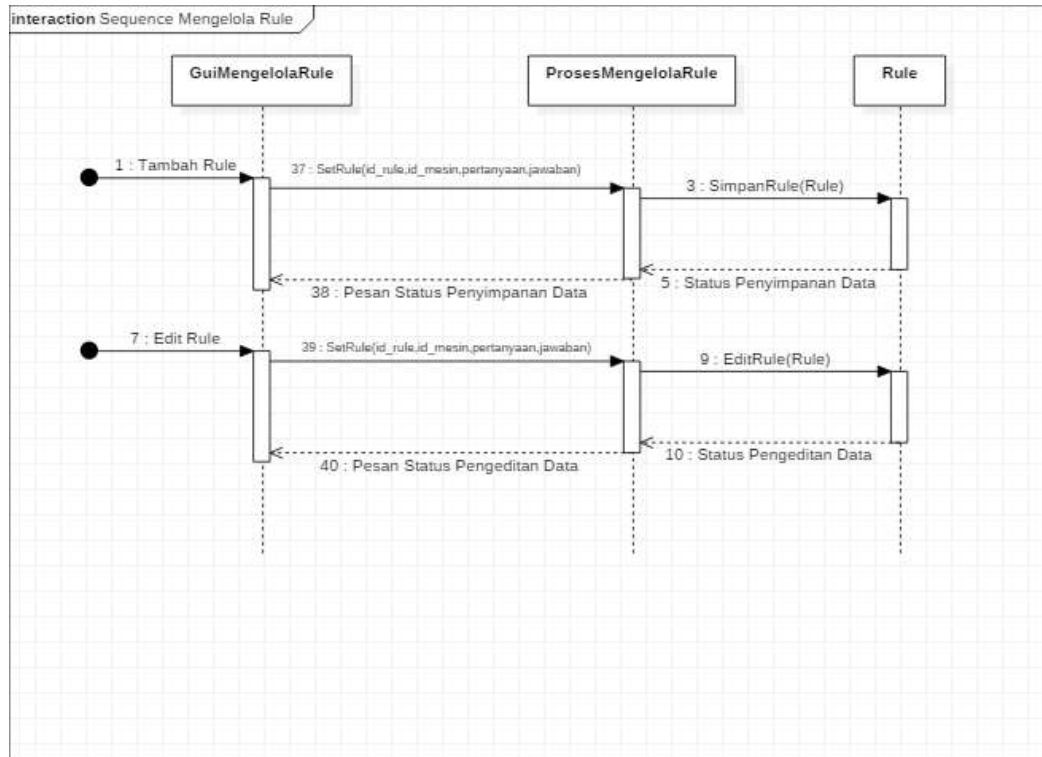 interaction Sequence Mengelola Rule
GuiMengelolaRule
ProsesMengelolaRule
Rule
1 : Tambah Rule
37 : SetRule(id_rule,id_mesin,pertanyaan,jawaban)
3 : SimpanRule(Rule)
5 : Status Penyimpanan Data
38 : Pesan Status Penyimpanan Data
7 : Edit Rule
39 : SetRule(id_rule,id_mesin,pertanyaan,jawaban)
9 : EditRule(Rule)
10 : Status Pengeditan Data
40 : Pesan Status Pengeditan Data